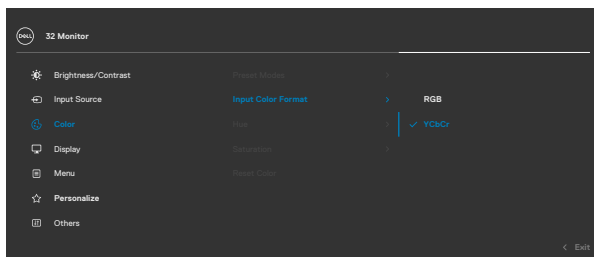 DELL
32 Monitor
Brightness/Contrast
Preset Modes
Input Source
Input Color Format
RGB
Color
Hue
YCbCr
Display
Saturation
Menu
Reset Color
Personalize
Others
Exit